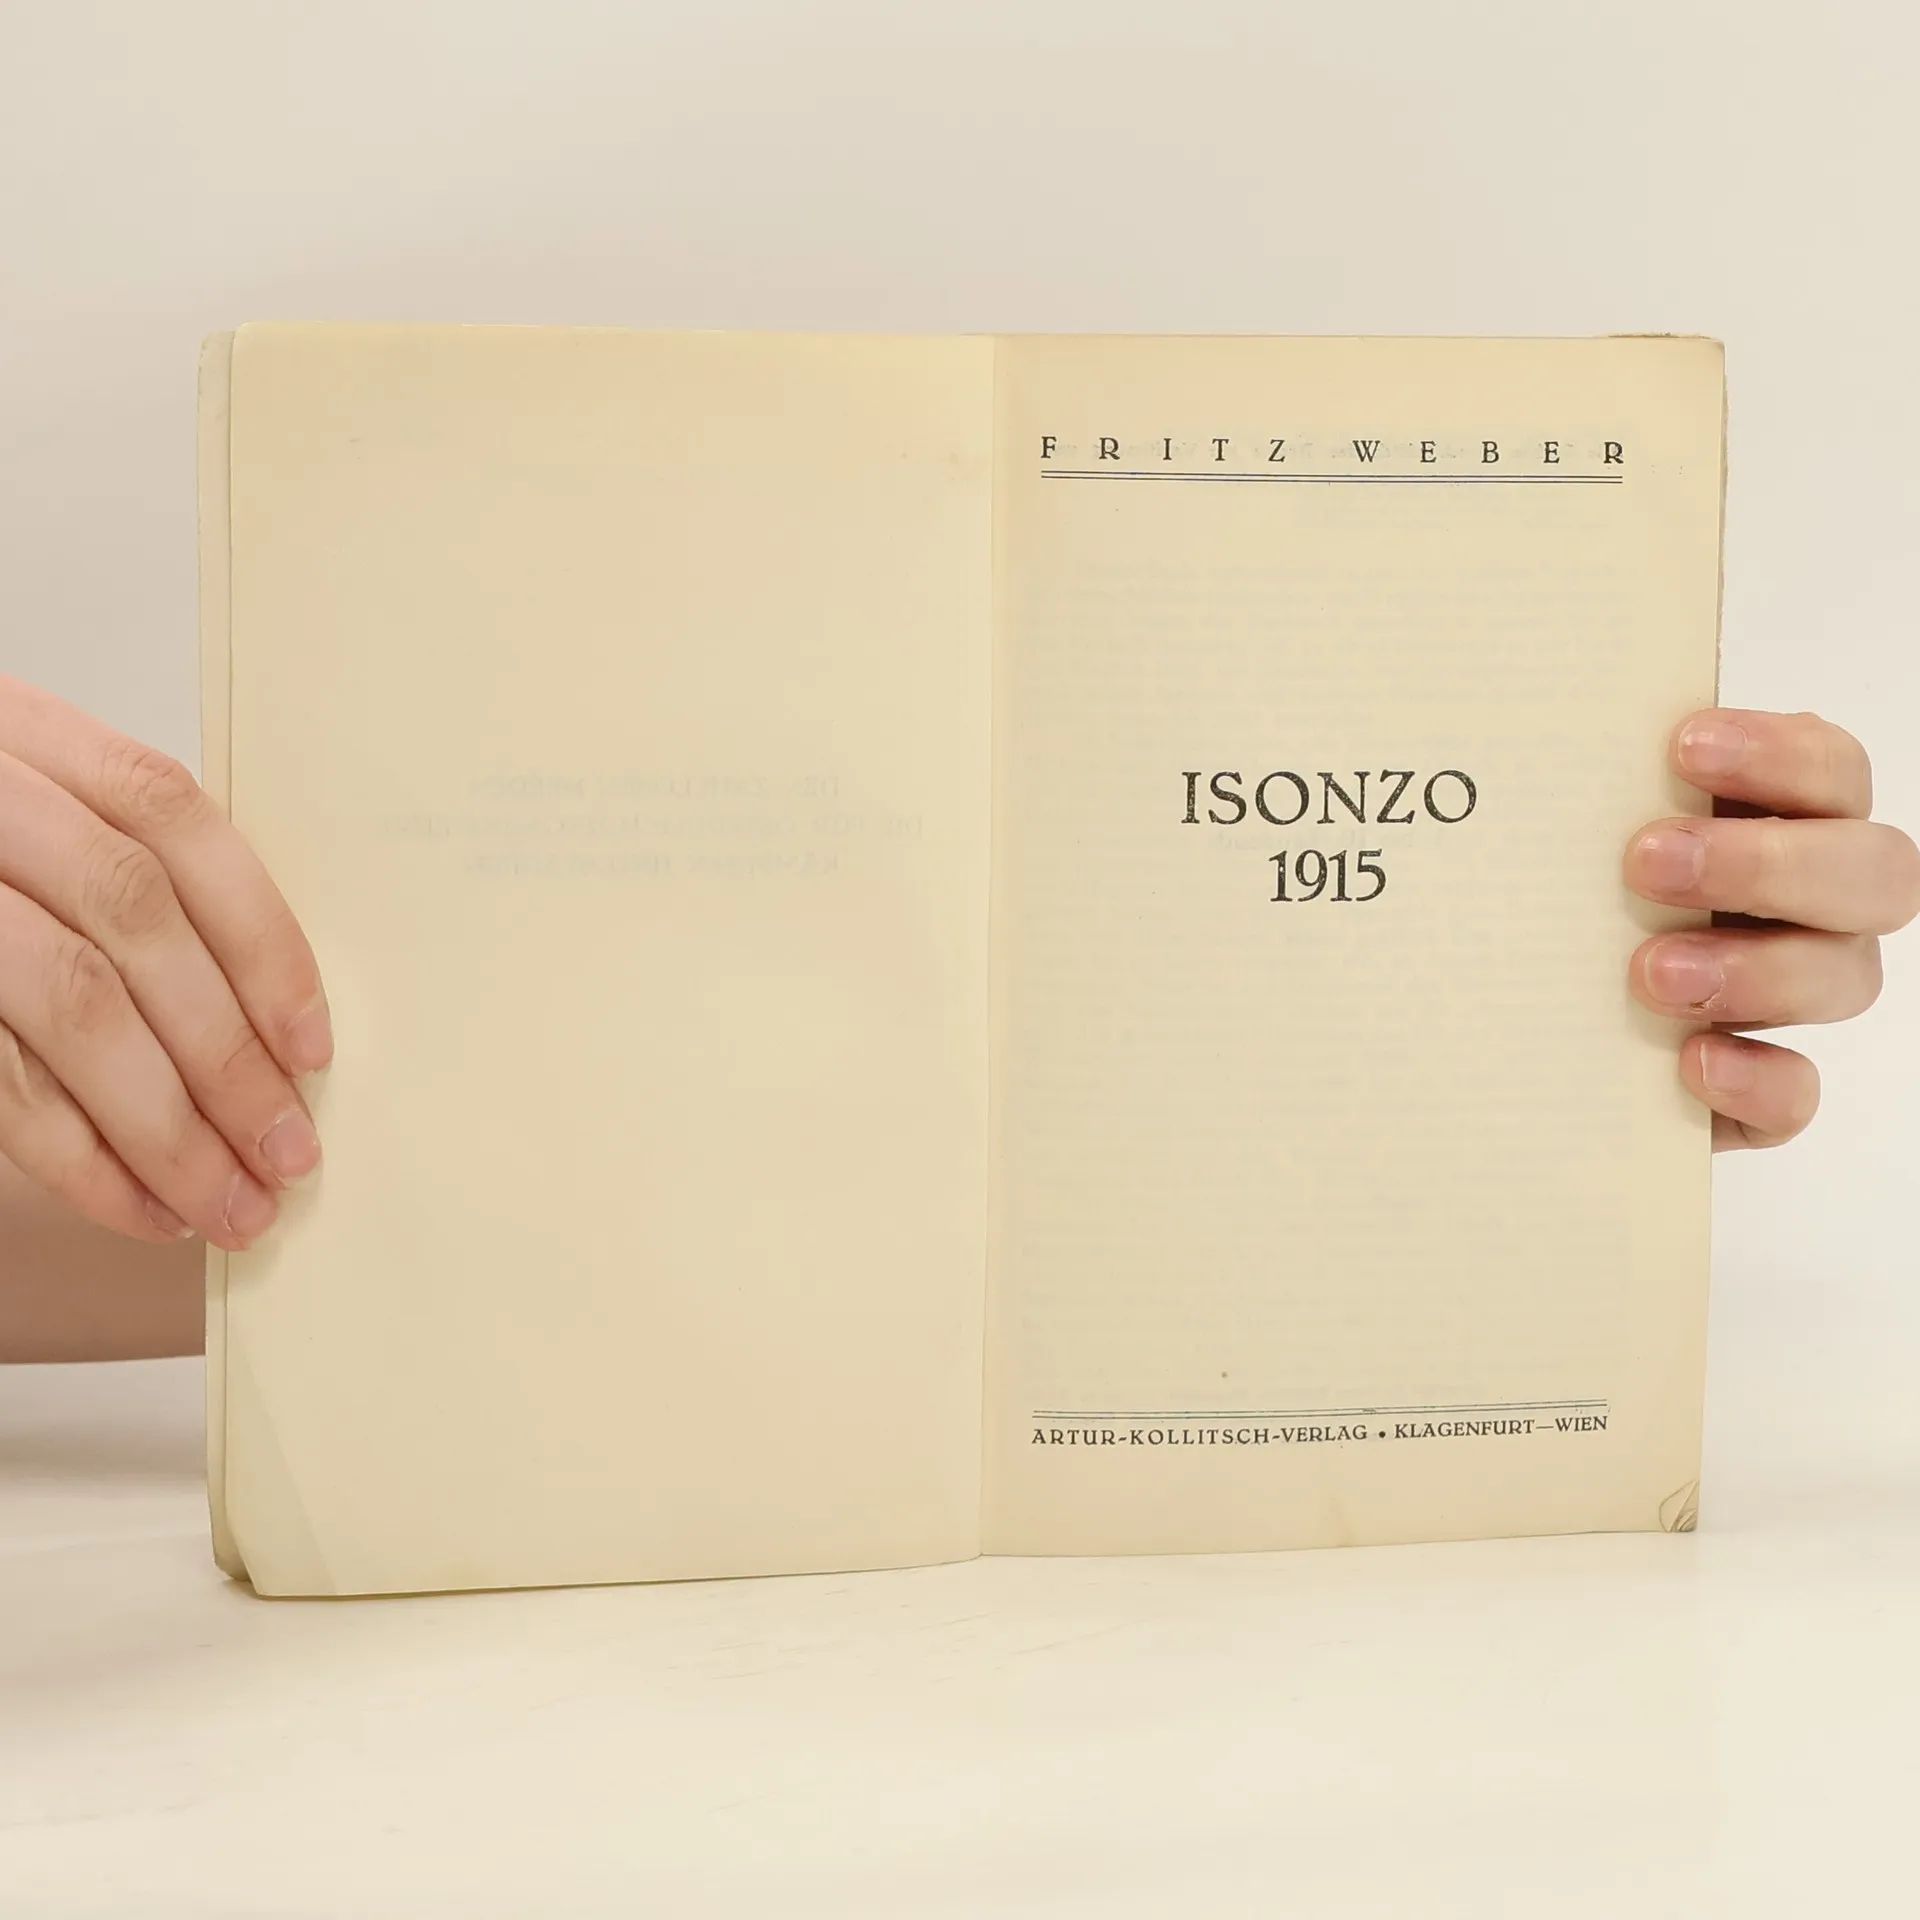 FRITZ WEBER
ISONZO
1915
ARTUR-KOLLITSCH-VERLAG • KLAGENFURT—WIEN